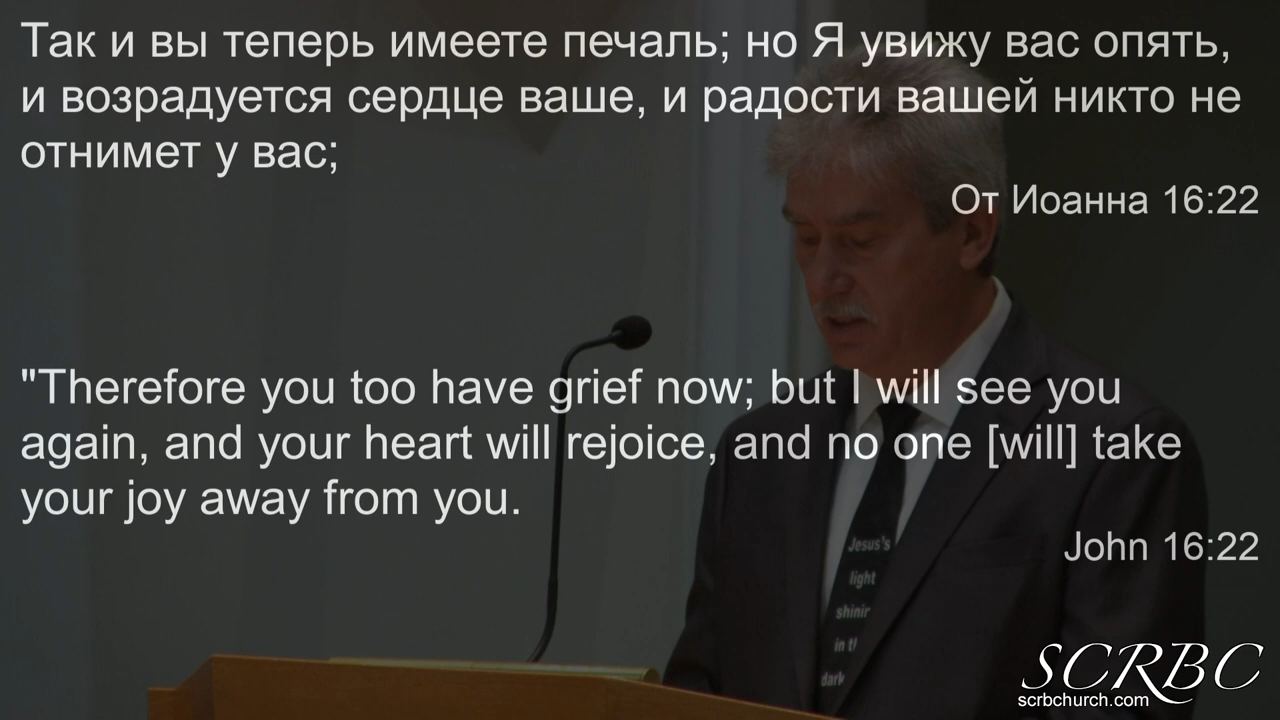 Так и вы теперь имеете печаль; но Я увижу вас опять,
и возрадуется сердце ваше, и радости вашей никто не
отнимет у вас;
От Иоанна 16:22
"Therefore you too have grief now; but I will see you
again, and your heart will rejoice, and no one [will] take
your joy away from you.
John 16:22
Jesus's
light
in
dark
SCRBC
scrbchurch.com